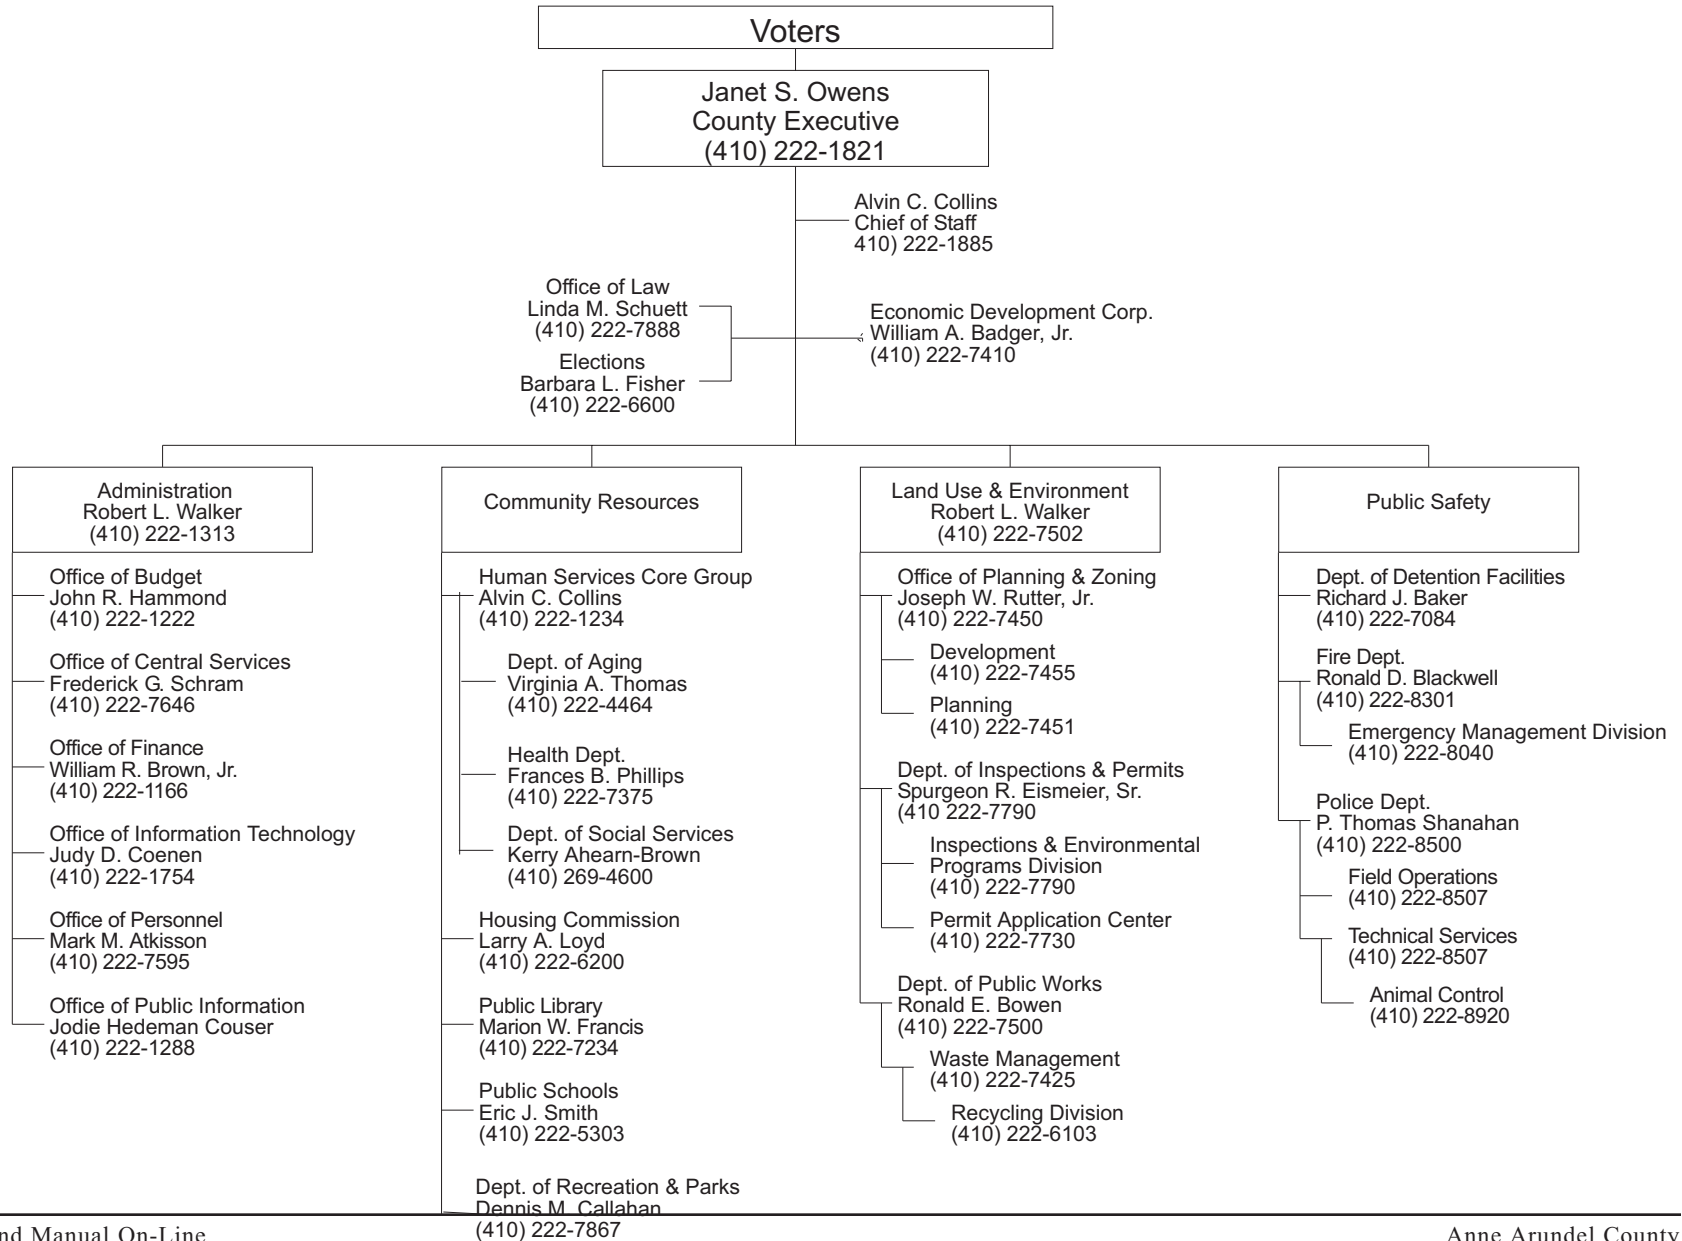 Voters
Janet S. Owens
County Executive
(410) 222-1821
Alvin C. Collins
Chief of Staff
410) 222-1885
Office of Law
Linda M. Schuett
(410) 222-7888
Elections
Barbara L. Fisher
(410) 222-6600
Economic Development Corp.
William A. Badger, Jr.
(410) 222-7410
Administration
Robert L. Walker
(410) 222-1313
Office of Budget
John R. Hammond
(410) 222-1222
Office of Central Services
Frederick G. Schram
(410) 222-7646
Office of Finance
William R. Brown, Jr.
(410) 222-1166
Office of Information Technology
Judy D. Coenen
(410) 222-1754
Office of Personnel
Mark M. Atkisson
(410) 222-7595
Office of Public Information
Jodie Hedeman Couser
(410) 222-1288
Community Resources
Human Services Core Group
Alvin C. Collins
(410) 222-1234
Dept. of Aging
Virginia A. Thomas
(410) 222-4464
Health Dept.
Frances B. Phillips
(410) 222-7375
Dept. of Social Services
Kerry Ahearn-Brown
(410) 269-4600
Housing Commission
Larry A. Loyd
(410) 222-6200
Public Library
Marion W. Francis
(410) 222-7234
Public Schools
Eric J. Smith
(410) 222-5303
Dept. of Recreation & Parks
Dennis M. Callahan
(410) 222-7867
Land Use & Environment
Robert L. Walker
(410) 222-7502
Office of Planning & Zoning
Joseph W. Rutter, Jr.
(410) 222-7450
Development
(410) 222-7455
Planning
(410) 222-7451
Dept. of Inspections & Permits
Spurgeon R. Eismeier, Sr.
(410 222-7790
Inspections & Environmental
Programs Division
(410) 222-7790
Permit Application Center
(410) 222-7730
Dept. of Public Works
Ronald E. Bowen
(410) 222-7500
Waste Management
(410) 222-7425
Recycling Division
(410) 222-6103
Public Safety
Dept. of Detention Facilities
Richard J. Baker
(410) 222-7084
Fire Dept.
Ronald D. Blackwell
(410) 222-8301
Emergency Management Division
(410) 222-8040
Police Dept.
P. Thomas Shanahan
(410) 222-8500
Field Operations
(410) 222-8507
Technical Services
(410) 222-8507
Animal Control
(410) 222-8920
nd Manual On-Line
Anne Arundel County